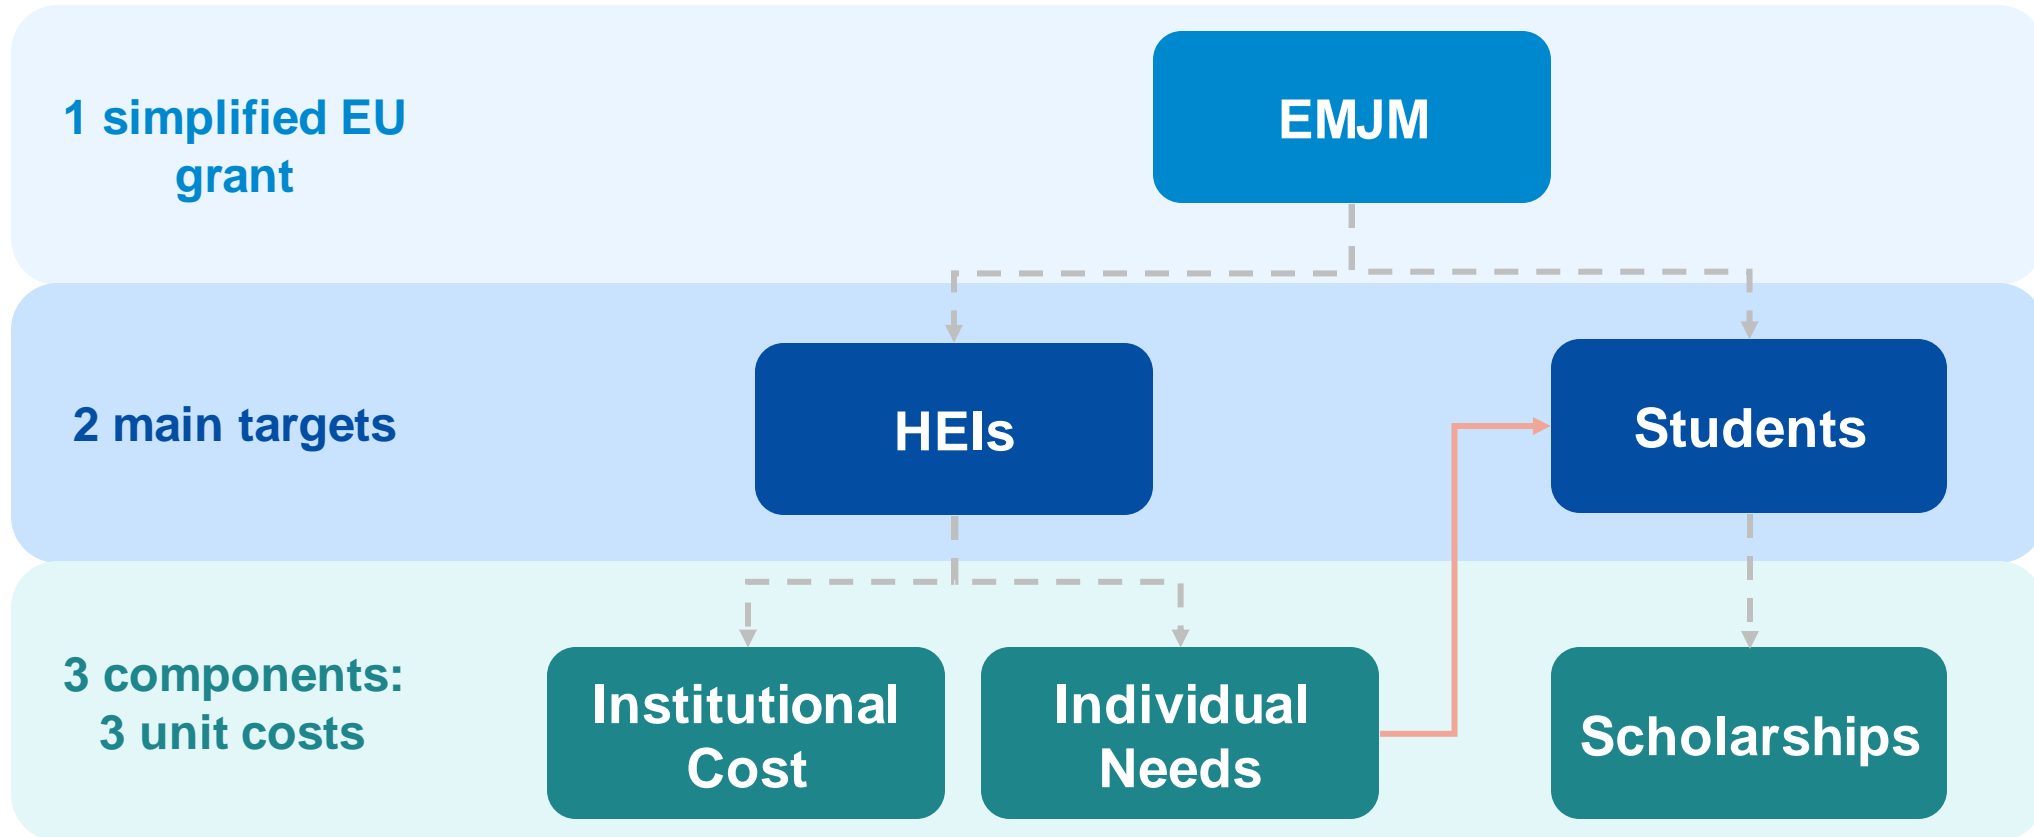 1 simplified EU
grant
EMJM
2 main targets
HEIs
Students
3 components:
3 unit costs
Institutional
Cost
Individual
Needs
Scholarships